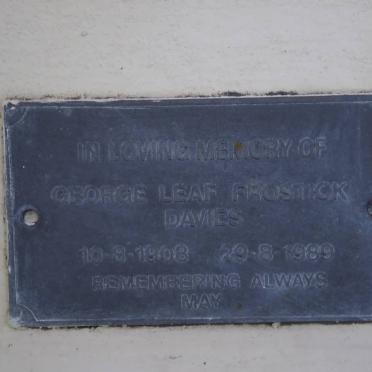 IN LOVING MEMORY OF
GEORGE LEAF FROSTICK
DAVIES
10-8-1908 29-8-1989
REMEMBERING ALWAYS
MAY